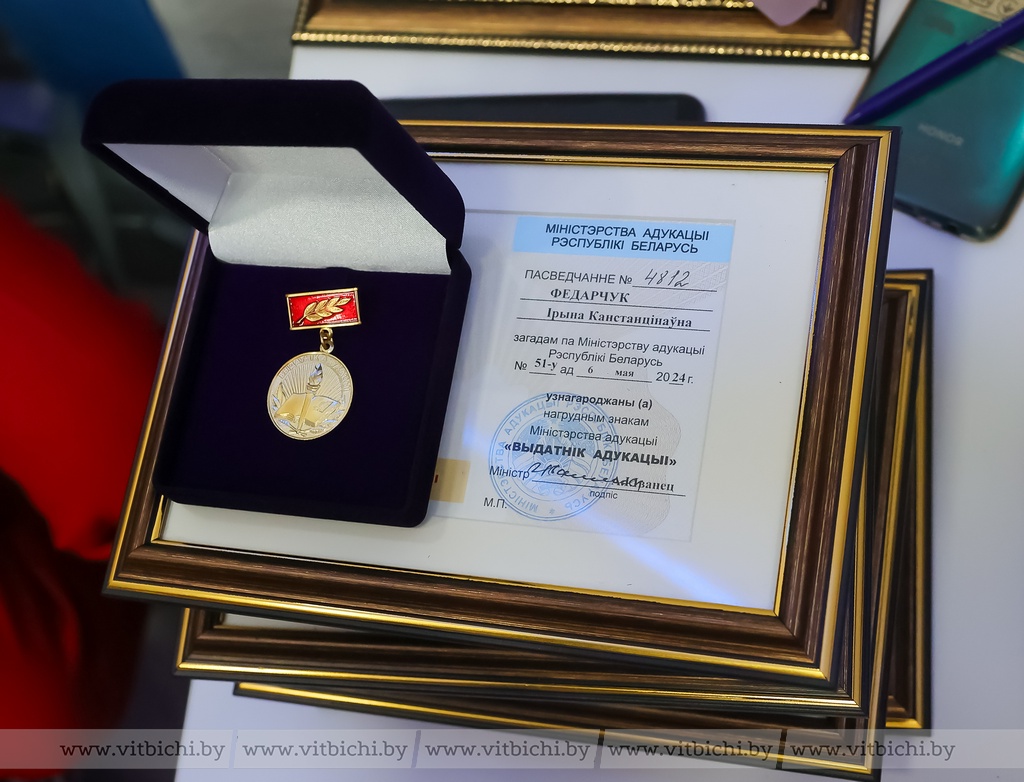 HONOR
МІНІСТЭРСТВА АДУКАЦЫІ
РЭСПУБЛІКІ БЕЛАРУСЬ
ПАСВЕДЧАННЕ № 4812
ФЕДАРЧУК
Ірына Канстанцінаўна
загадам па Міністэрству адукацыі
Рэспублікі Беларусь
№ 51-у ад 6 мая 2024 г.
узнагароджаны (а)
нагрудным знакам
Міністэрства адукацыі
«ВЫДАТНІК АДУКАЦЫІ»
Міністр
подпіс
М.П.
www.vitbichi.by www.vitbichi.by www.vitbichi.by www.vitbichi.by www.vitbichi.by